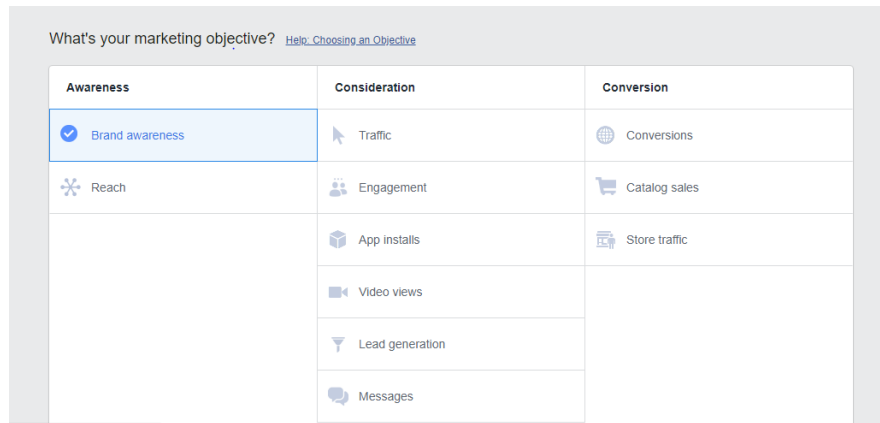 What's your marketing objective? Help: Choosing an Objective
Awareness Consideration Conversion
Brand awareness Traffic Conversions
Reach Engagement Catalog sales
App installs Store traffic
Video views
Lead generation
Messages